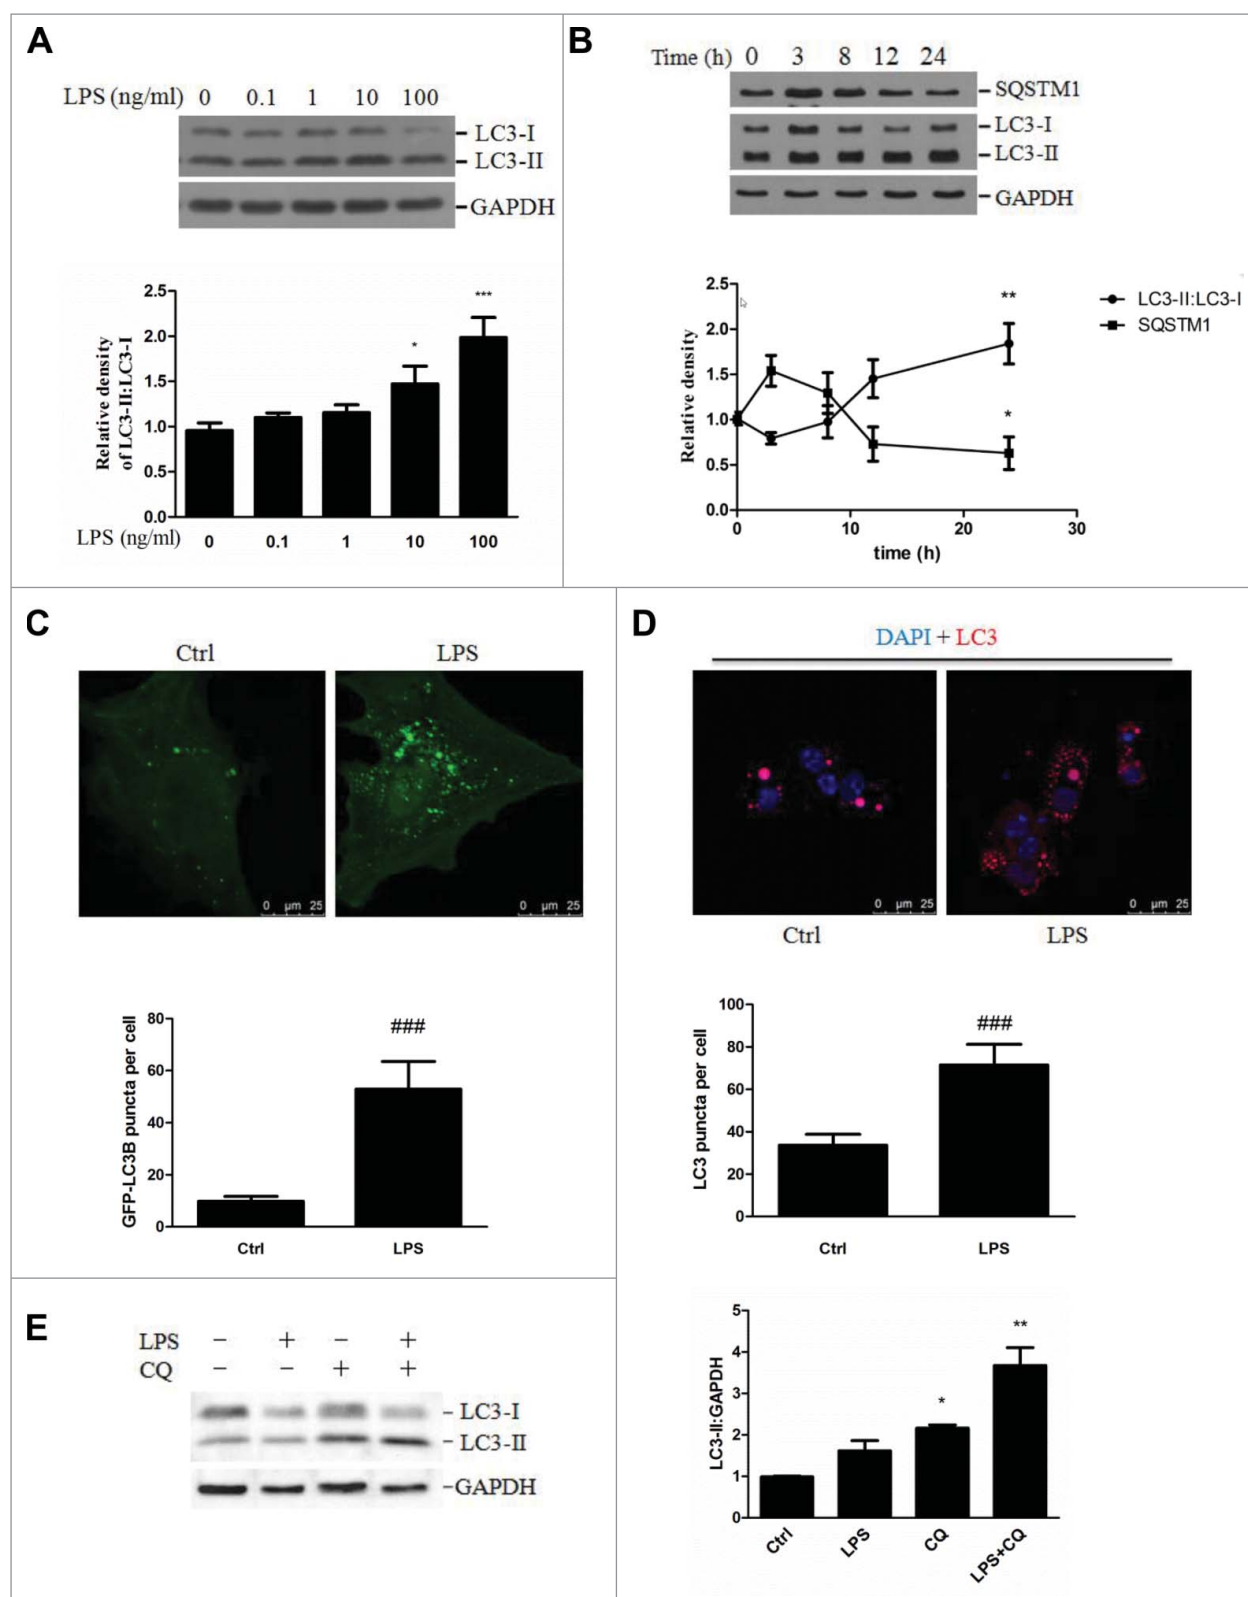 A
LPS (ng/ml) 0 0.1 1 10 100
LC3-I
LC3-II
GAPDH
2.5
2.0
1.5
1.0
0.5
0.0
Relative density
of LC3-II:LC3-I
*
***
LPS (ng/ml) 0 0.1 1 10 100
B
Time (h) 0 3 8 12 24
SQSTM1
LC3-I
LC3-II
GAPDH
2.5
2.0
1.5
1.0
0.5
0.0
Relative density
**
*
LC3-II:LC3-I
SQSTM1
0 10 20 30
time (h)
C
Ctrl LPS
0 µm 25
0 µm 25
80
60
40
20
0
GFP-LC3B puncta per cell
###
Ctrl LPS
D
DAPI + LC3
0 µm 25
0 µm 25
Ctrl LPS
100
80
60
40
20
0
LC3 puncta per cell
###
Ctrl LPS
E
LPS − + − +
CQ − − + +
LC3-I
LC3-II
GAPDH
5
4
3
2
1
0
LC3-II:GAPDH
*
**
Ctrl LPS CQ LPS+CQ